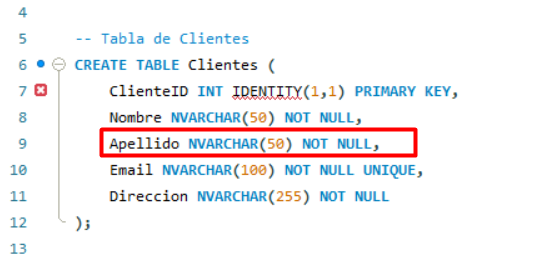 4
5 -- Tabla de Clientes
6 CREATE TABLE Clientes (
7 ClienteID INT IDENTITY(1,1) PRIMARY KEY,
8 Nombre NVARCHAR(50) NOT NULL,
9 Apellido NVARCHAR(50) NOT NULL,
10 Email NVARCHAR(100) NOT NULL UNIQUE,
11 Direccion NVARCHAR(255) NOT NULL
12 );
13